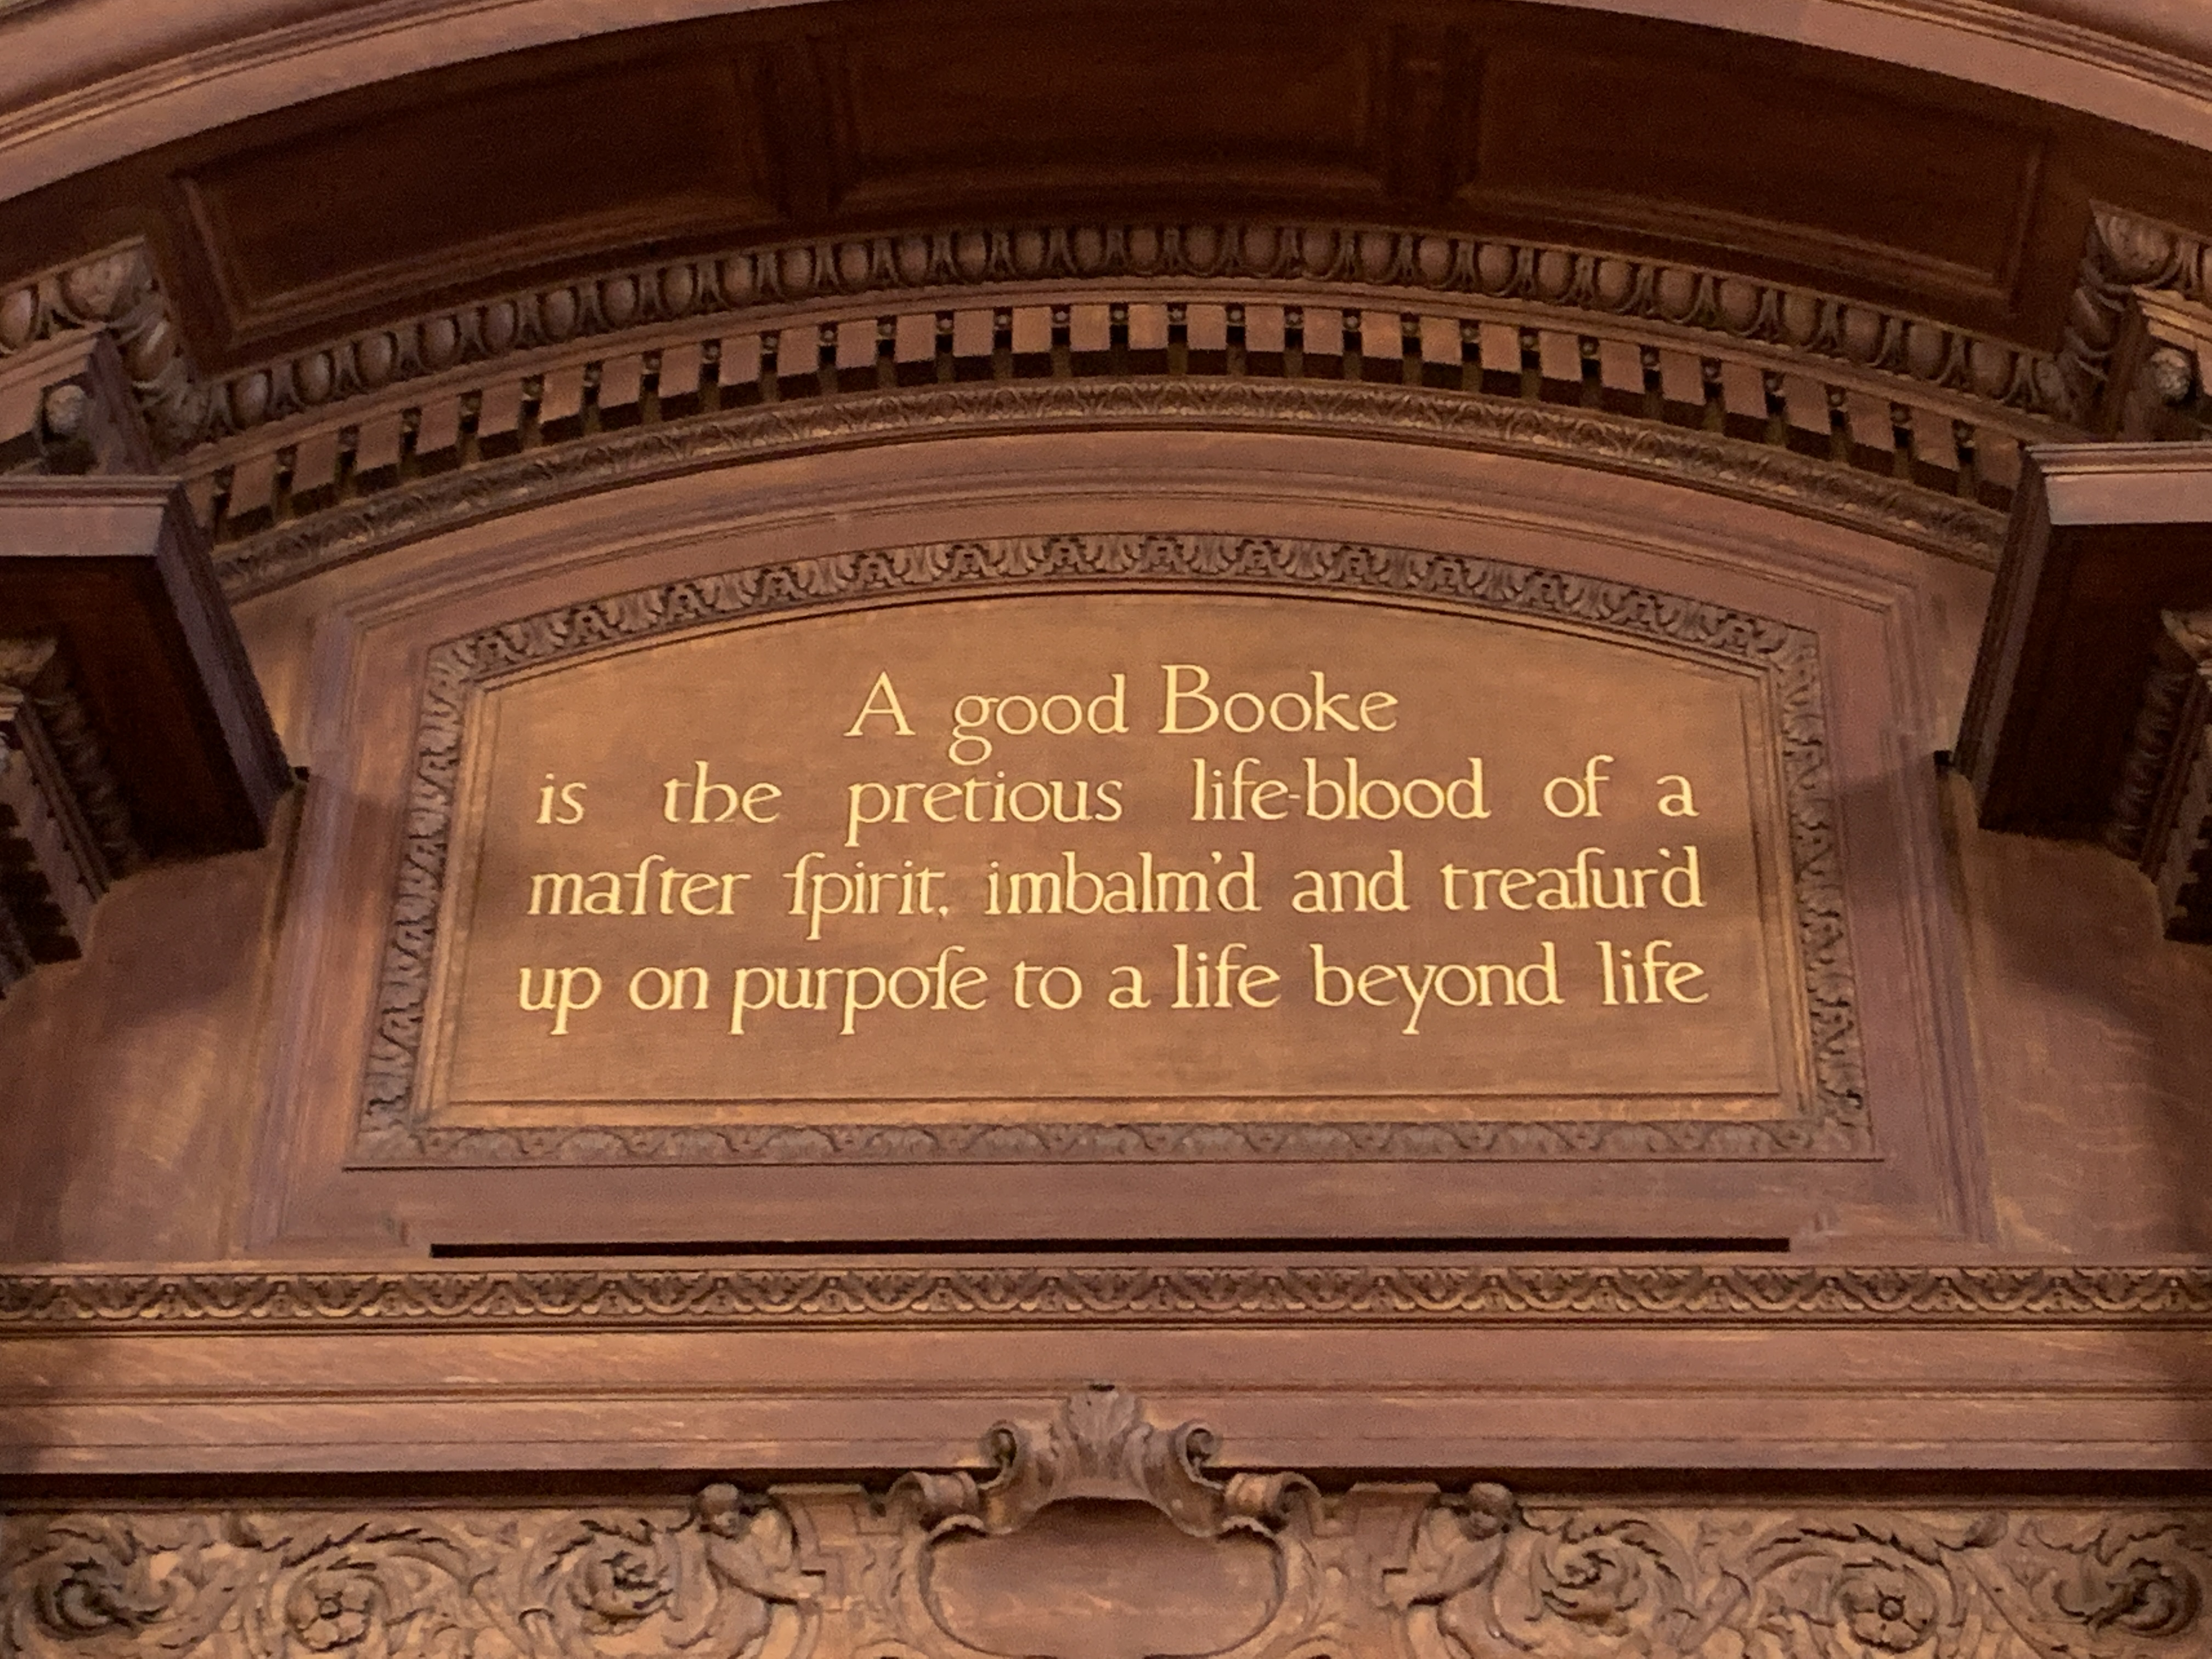 A good Booke
is the pretious life-blood of a
maſter ſpirit, imbalm'd and treaſur'd
up on purpoſe to a life beyond life